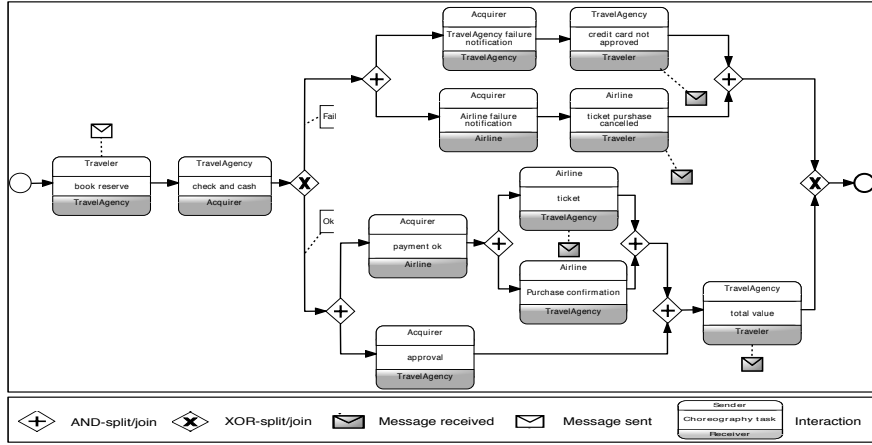 Acquirer
TravelAgency failure
notification
TravelAgency
TravelAgency
credit card not
approved
Traveler
Fail
Acquirer
Airline failure
notification
Airline
Airline
ticket purshase
cancelled
Traveler
Traveler
book reserve
TravelAgency
TravelAgency
check and cash
Acquirer
Ok
Acquirer
payment ok
Airline
Airline
ticket
TravelAgency
Airline
Purchase confirmation
TravelAgency
Acquirer
approval
TravelAgency
TravelAgency
total value
Traveler
AND-split/join
XOR-split/join
Message received
Message sent
Sender
Choreography task
Receiver
Interaction